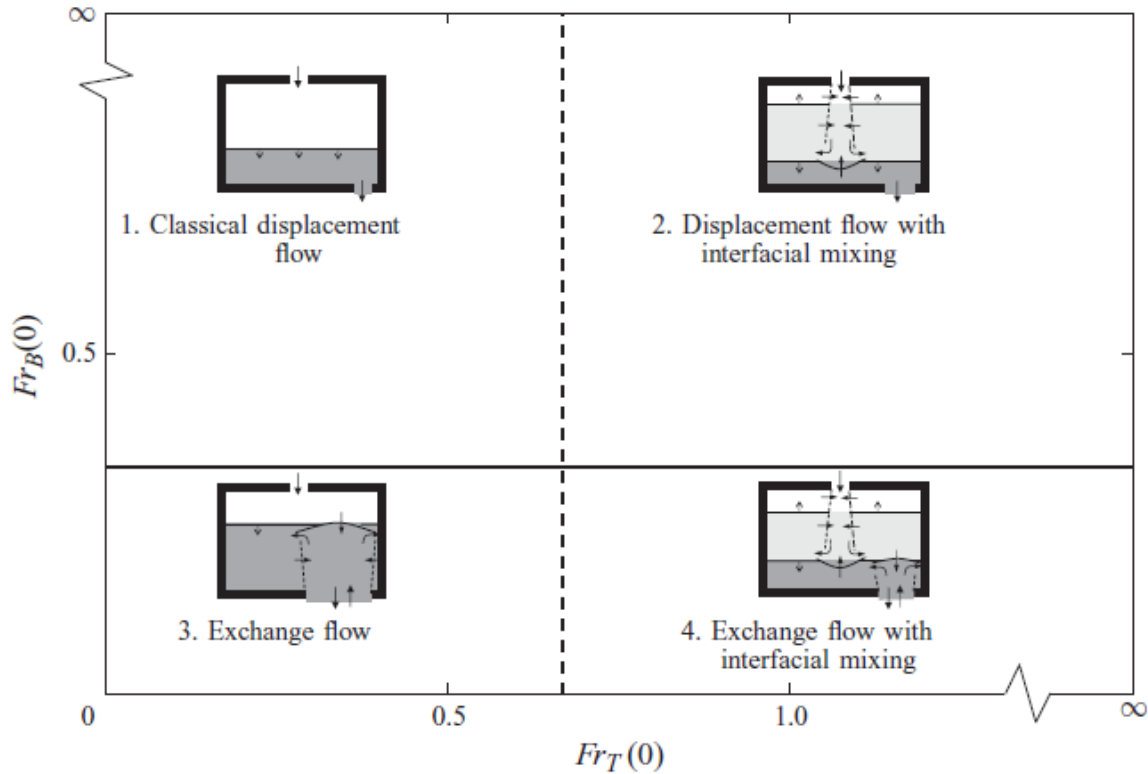 ∞
1. Classical displacement
flow
2. Displacement flow with
interfacial mixing
Fr_B(0)
0.5
3. Exchange flow
4. Exchange flow with
interfacial mixing
0
0.5
1.0
∞
Fr_T(0)